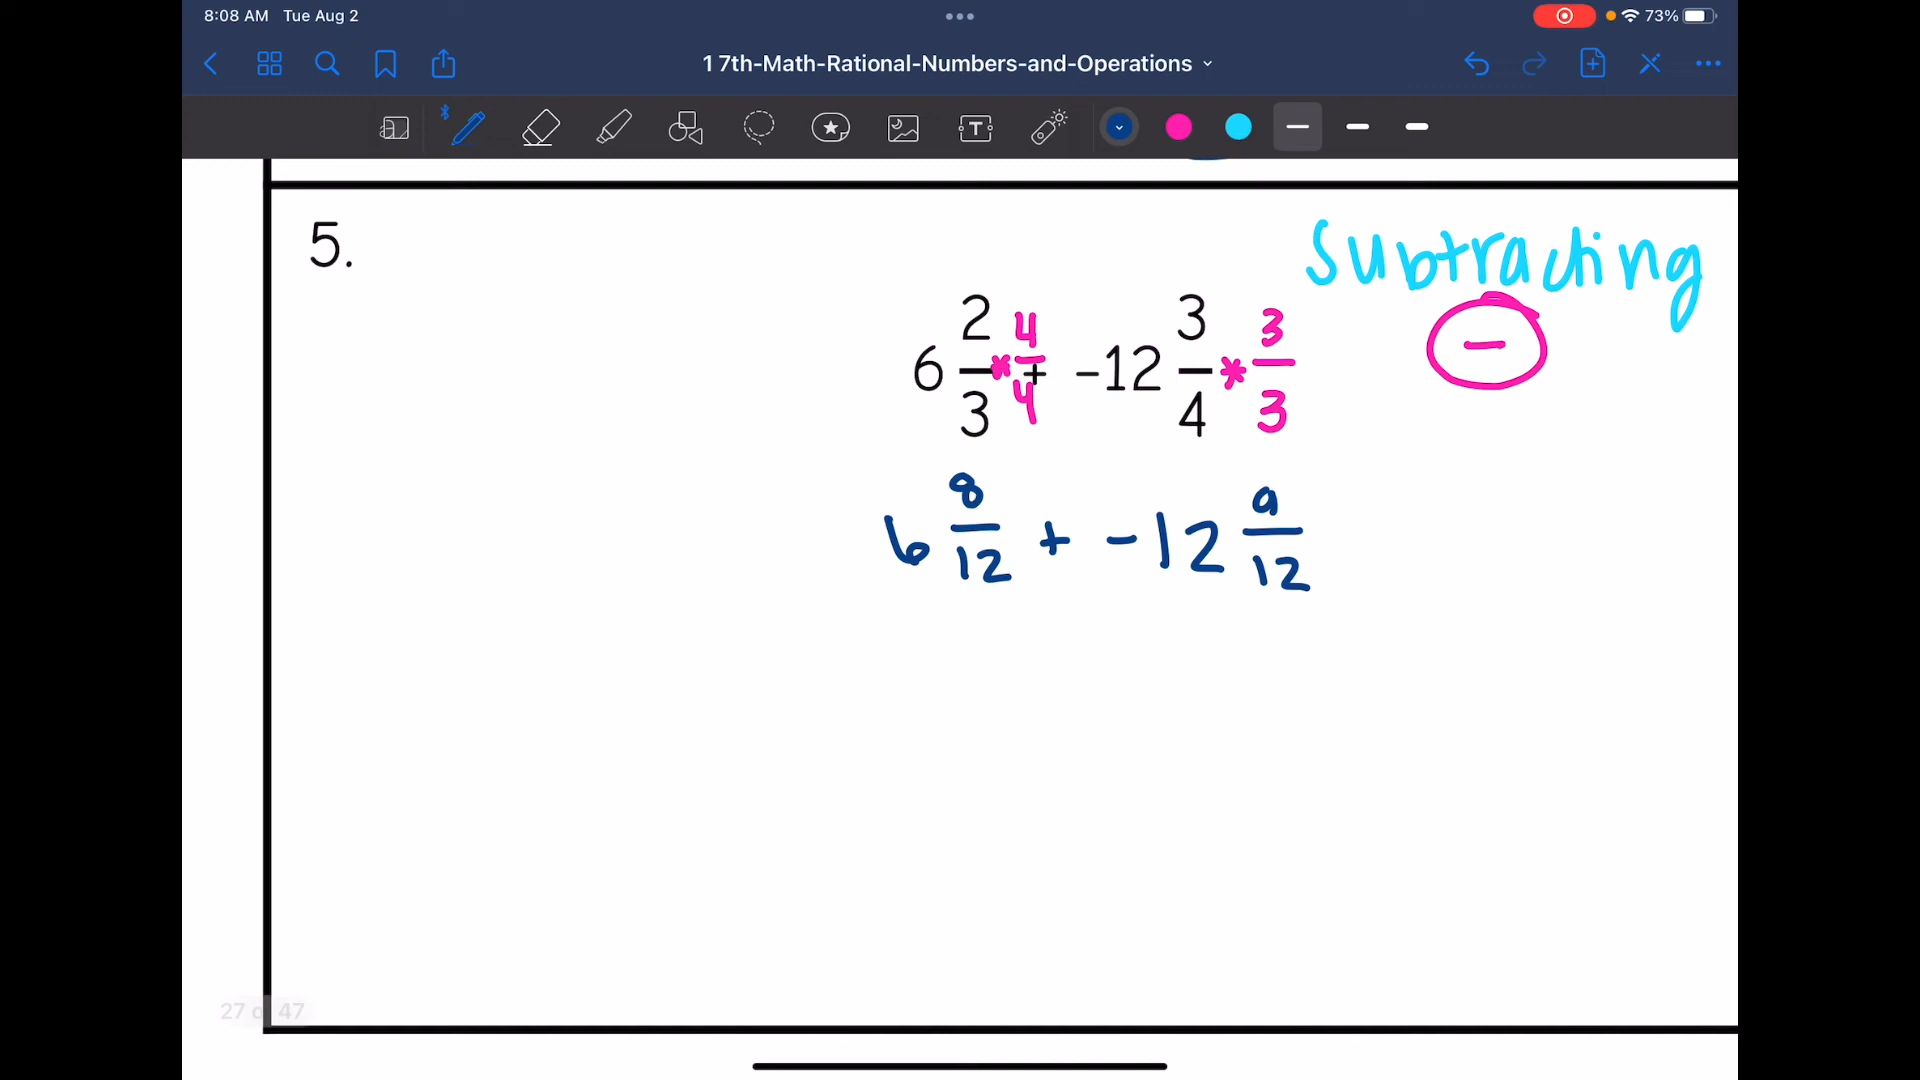 8:08 AM Tue Aug 2
73%
1 7th-Math-Rational-Numbers-and-Operations
T
5.
Subtracting
6 2/3 * 4/4 + -12 3/4 * 3/3
−
6 8/12 + -12 9/12
27 of 47